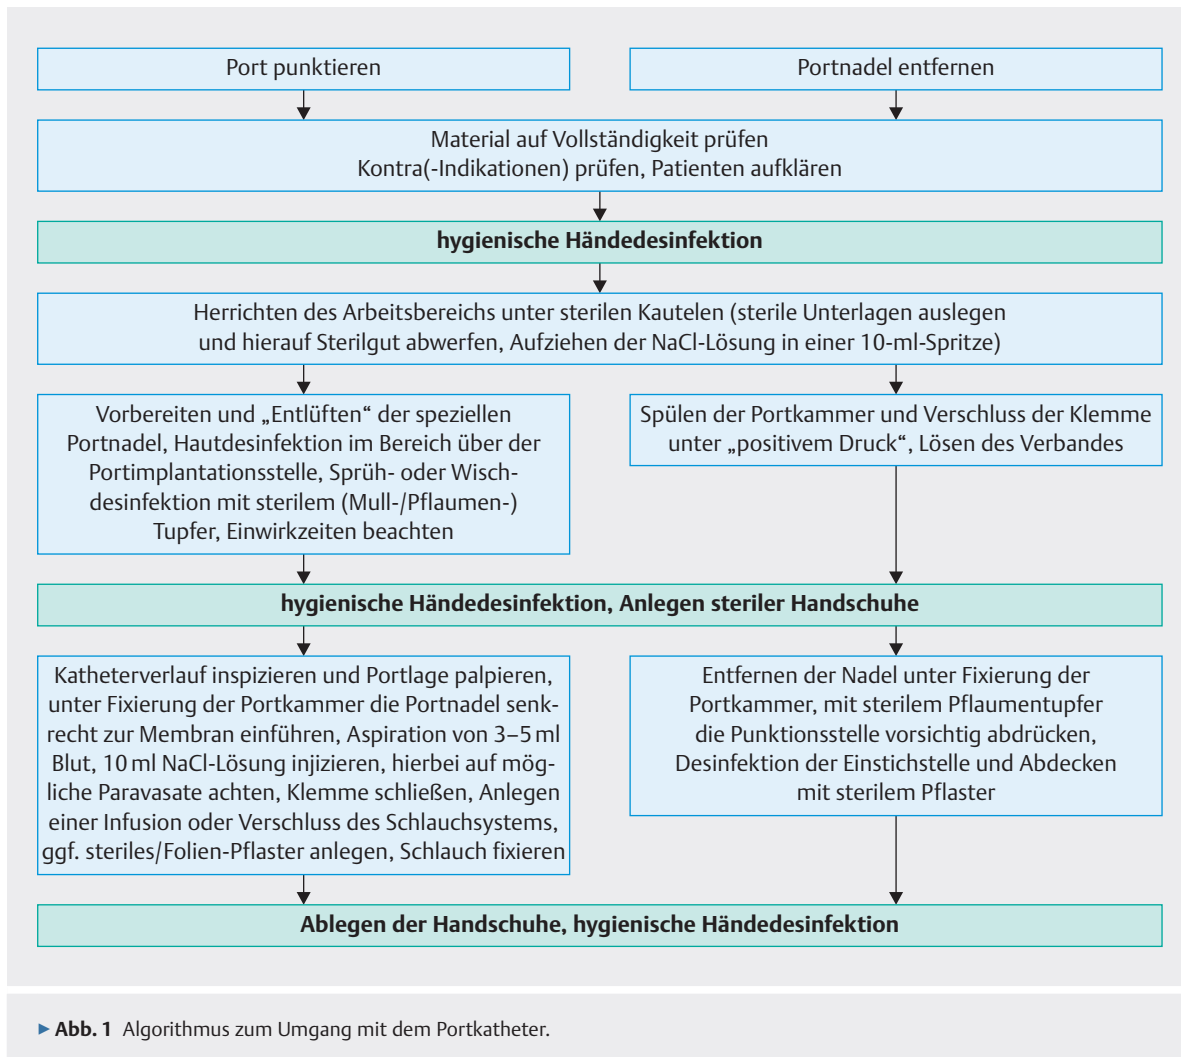 Port punktieren
Portnadel entfernen
Material auf Vollständigkeit prüfen
Kontra(-Indikationen) prüfen, Patienten aufklären
hygienische Händedesinfektion
Herrichten des Arbeitsbereichs unter sterilen Kautelen (sterile Unterlagen auslegen
und hierauf Sterilgut abwerfen, Aufziehen der NaCl-Lösung in einer 10-ml-Spritze)
Vorbereiten und „Entlüften“ der speziellen
Portnadel, Hautdesinfektion im Bereich über der
Portimplantationsstelle, Sprüh- oder Wisch-
desinfektion mit sterilem (Mull-/Pflaumen-)
Tupfer, Einwirkzeiten beachten
Spülen der Portkammer und Verschluss der Klemme
unter „positivem Druck“, Lösen des Verbandes
hygienische Händedesinfektion, Anlegen steriler Handschuhe
Katheterverlauf inspizieren und Portlage palpieren,
unter Fixierung der Portkammer die Portnadel senk-
recht zur Membran einführen, Aspiration von 3–5 ml
Blut, 10 ml NaCl-Lösung injizieren, hierbei auf mög-
liche Paravasate achten, Klemme schließen, Anlegen
einer Infusion oder Verschluss des Schlauchsystems,
ggf. steriles/Folien-Pflaster anlegen, Schlauch fixieren
Entfernen der Nadel unter Fixierung der
Portkammer, mit sterilem Pflaumentupfer
die Punktionsstelle vorsichtig abdrücken,
Desinfektion der Einstichstelle und Abdecken
mit sterilem Pflaster
Ablegen der Handschuhe, hygienische Händedesinfektion
▶ Abb. 1 Algorithmus zum Umgang mit dem Portkatheter.